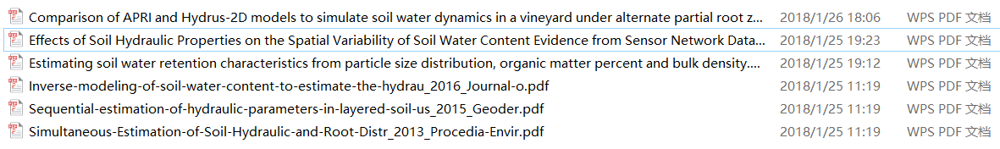 Comparison of APRI and Hydrus-2D models to simulate soil water dynamics in a vineyard under alternate partial root z... 2018/1/26 18:06 WPS PDF 文档
Effects of Soil Hydraulic Properties on the Spatial Variability of Soil Water Content Evidence from Sensor Network Data... 2018/1/25 19:23 WPS PDF 文档
Estimating soil water retention characteristics from particle size distribution, organic matter percent and bulk density.... 2018/1/25 19:12 WPS PDF 文档
Inverse-modeling-of-soil-water-content-to-estimate-the-hydrau_2016_Journal-o.pdf 2018/1/25 11:19 WPS PDF 文档
Sequential-estimation-of-hydraulic-parameters-in-layered-soil-us_2015_Geoder.pdf 2018/1/25 11:19 WPS PDF 文档
Simultaneous-Estimation-of-Soil-Hydraulic-and-Root-Distr_2013_Procedia-Envir.pdf 2018/1/25 11:19 WPS PDF 文档